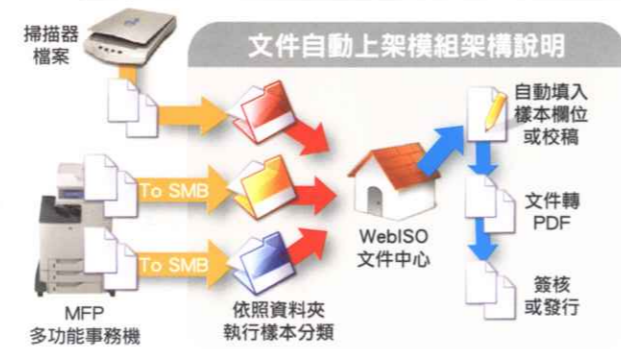 掃描器
檔案
文件自動上架模組架構說明
自動填入
樣本欄位
或校稿
To SMB
To SMB
WebISO
文件中心
文件轉
PDF
簽核
或發行
MFP
多功能事務機
依照資料夾
執行樣本分類